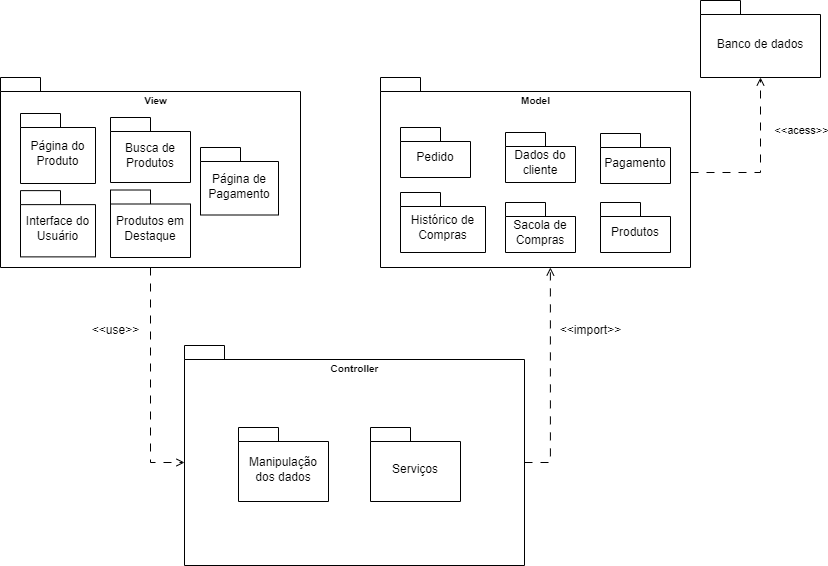 Banco de dados
<<acess>>
View
Página do
Produto
Busca de
Produtos
Página de
Pagamento
Interface do
Usuário
Produtos em
Destaque
Model
Pedido
Dados do
cliente
Pagamento
Histórico de
Compras
Sacola de
Compras
Produtos
<<use>>
<<import>>
Controller
Manipulação
dos dados
Serviços